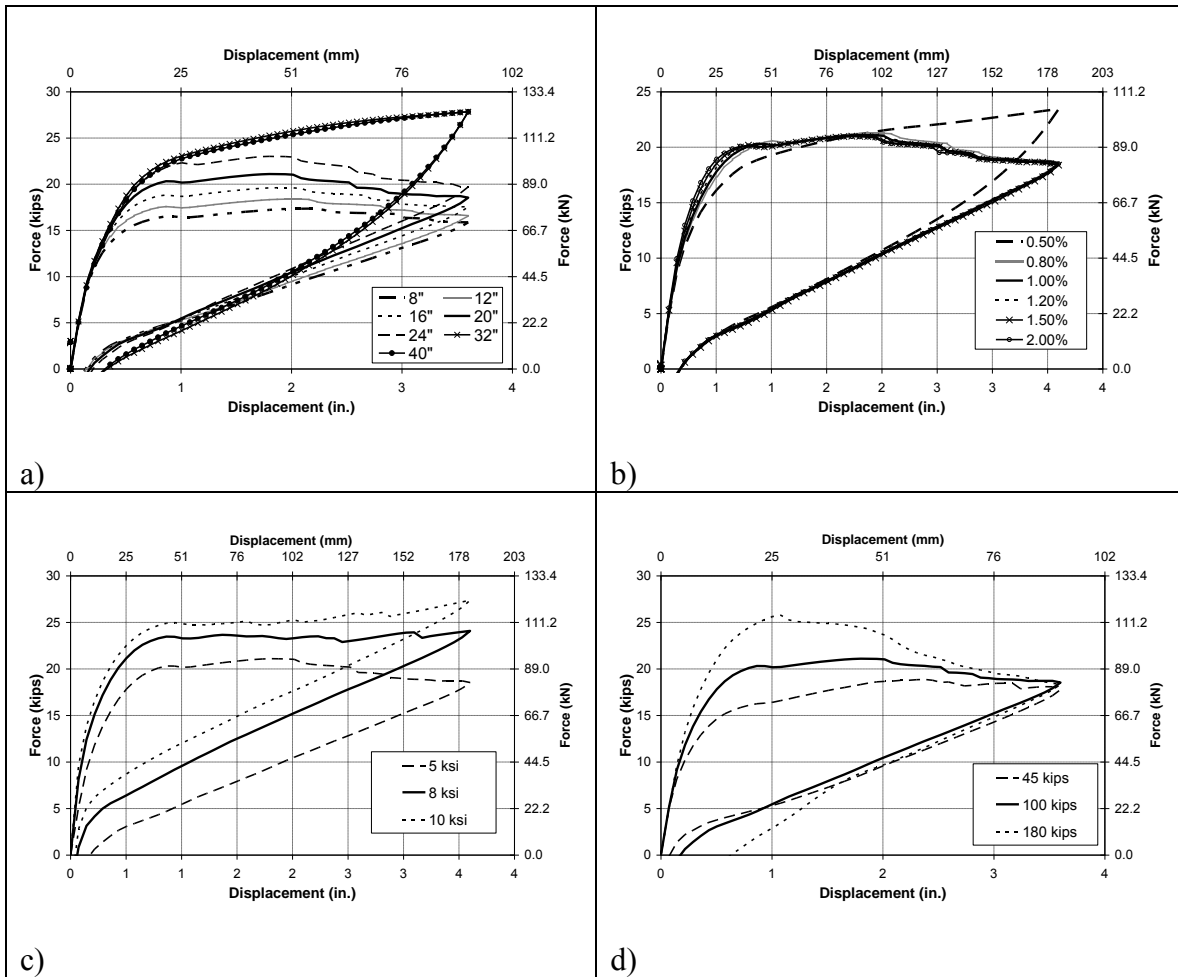 Displacement (mm)
0 25 51 76 102
30 133.4
25 111.2
20 89.0
15 66.7
10 44.5
5 22.2
0 0.0
Force (kips)
Force (kN)
8" 12"
16" 20"
24" 32"
40"
0 1 2 3 4
Displacement (in.)
a)
Displacement (mm)
0 25 51 76 102 127 152 178 203
25 111.2
20 89.0
15 66.7
10 44.5
5 22.2
0 0.0
Force (kips)
Force (kN)
0.50%
0.80%
1.00%
1.20%
1.50%
2.00%
0 1 1 2 2 3 3 4 4
Displacement (in.)
b)
Displacement (mm)
0 25 51 76 102 127 152 178 203
30 133.4
25 111.2
20 89.0
15 66.7
10 44.5
5 22.2
0 0.0
Force (kips)
Force (kN)
5 ksi
8 ksi
10 ksi
0 1 1 2 2 3 3 4 4
Displacement (in.)
c)
Displacement (mm)
0 25 51 76 102
30 133.4
25 111.2
20 89.0
15 66.7
10 44.5
5 22.2
0 0.0
Force (kips)
Force (kN)
45 kips
100 kips
180 kips
0 1 2 3 4
Displacement (in.)
d)